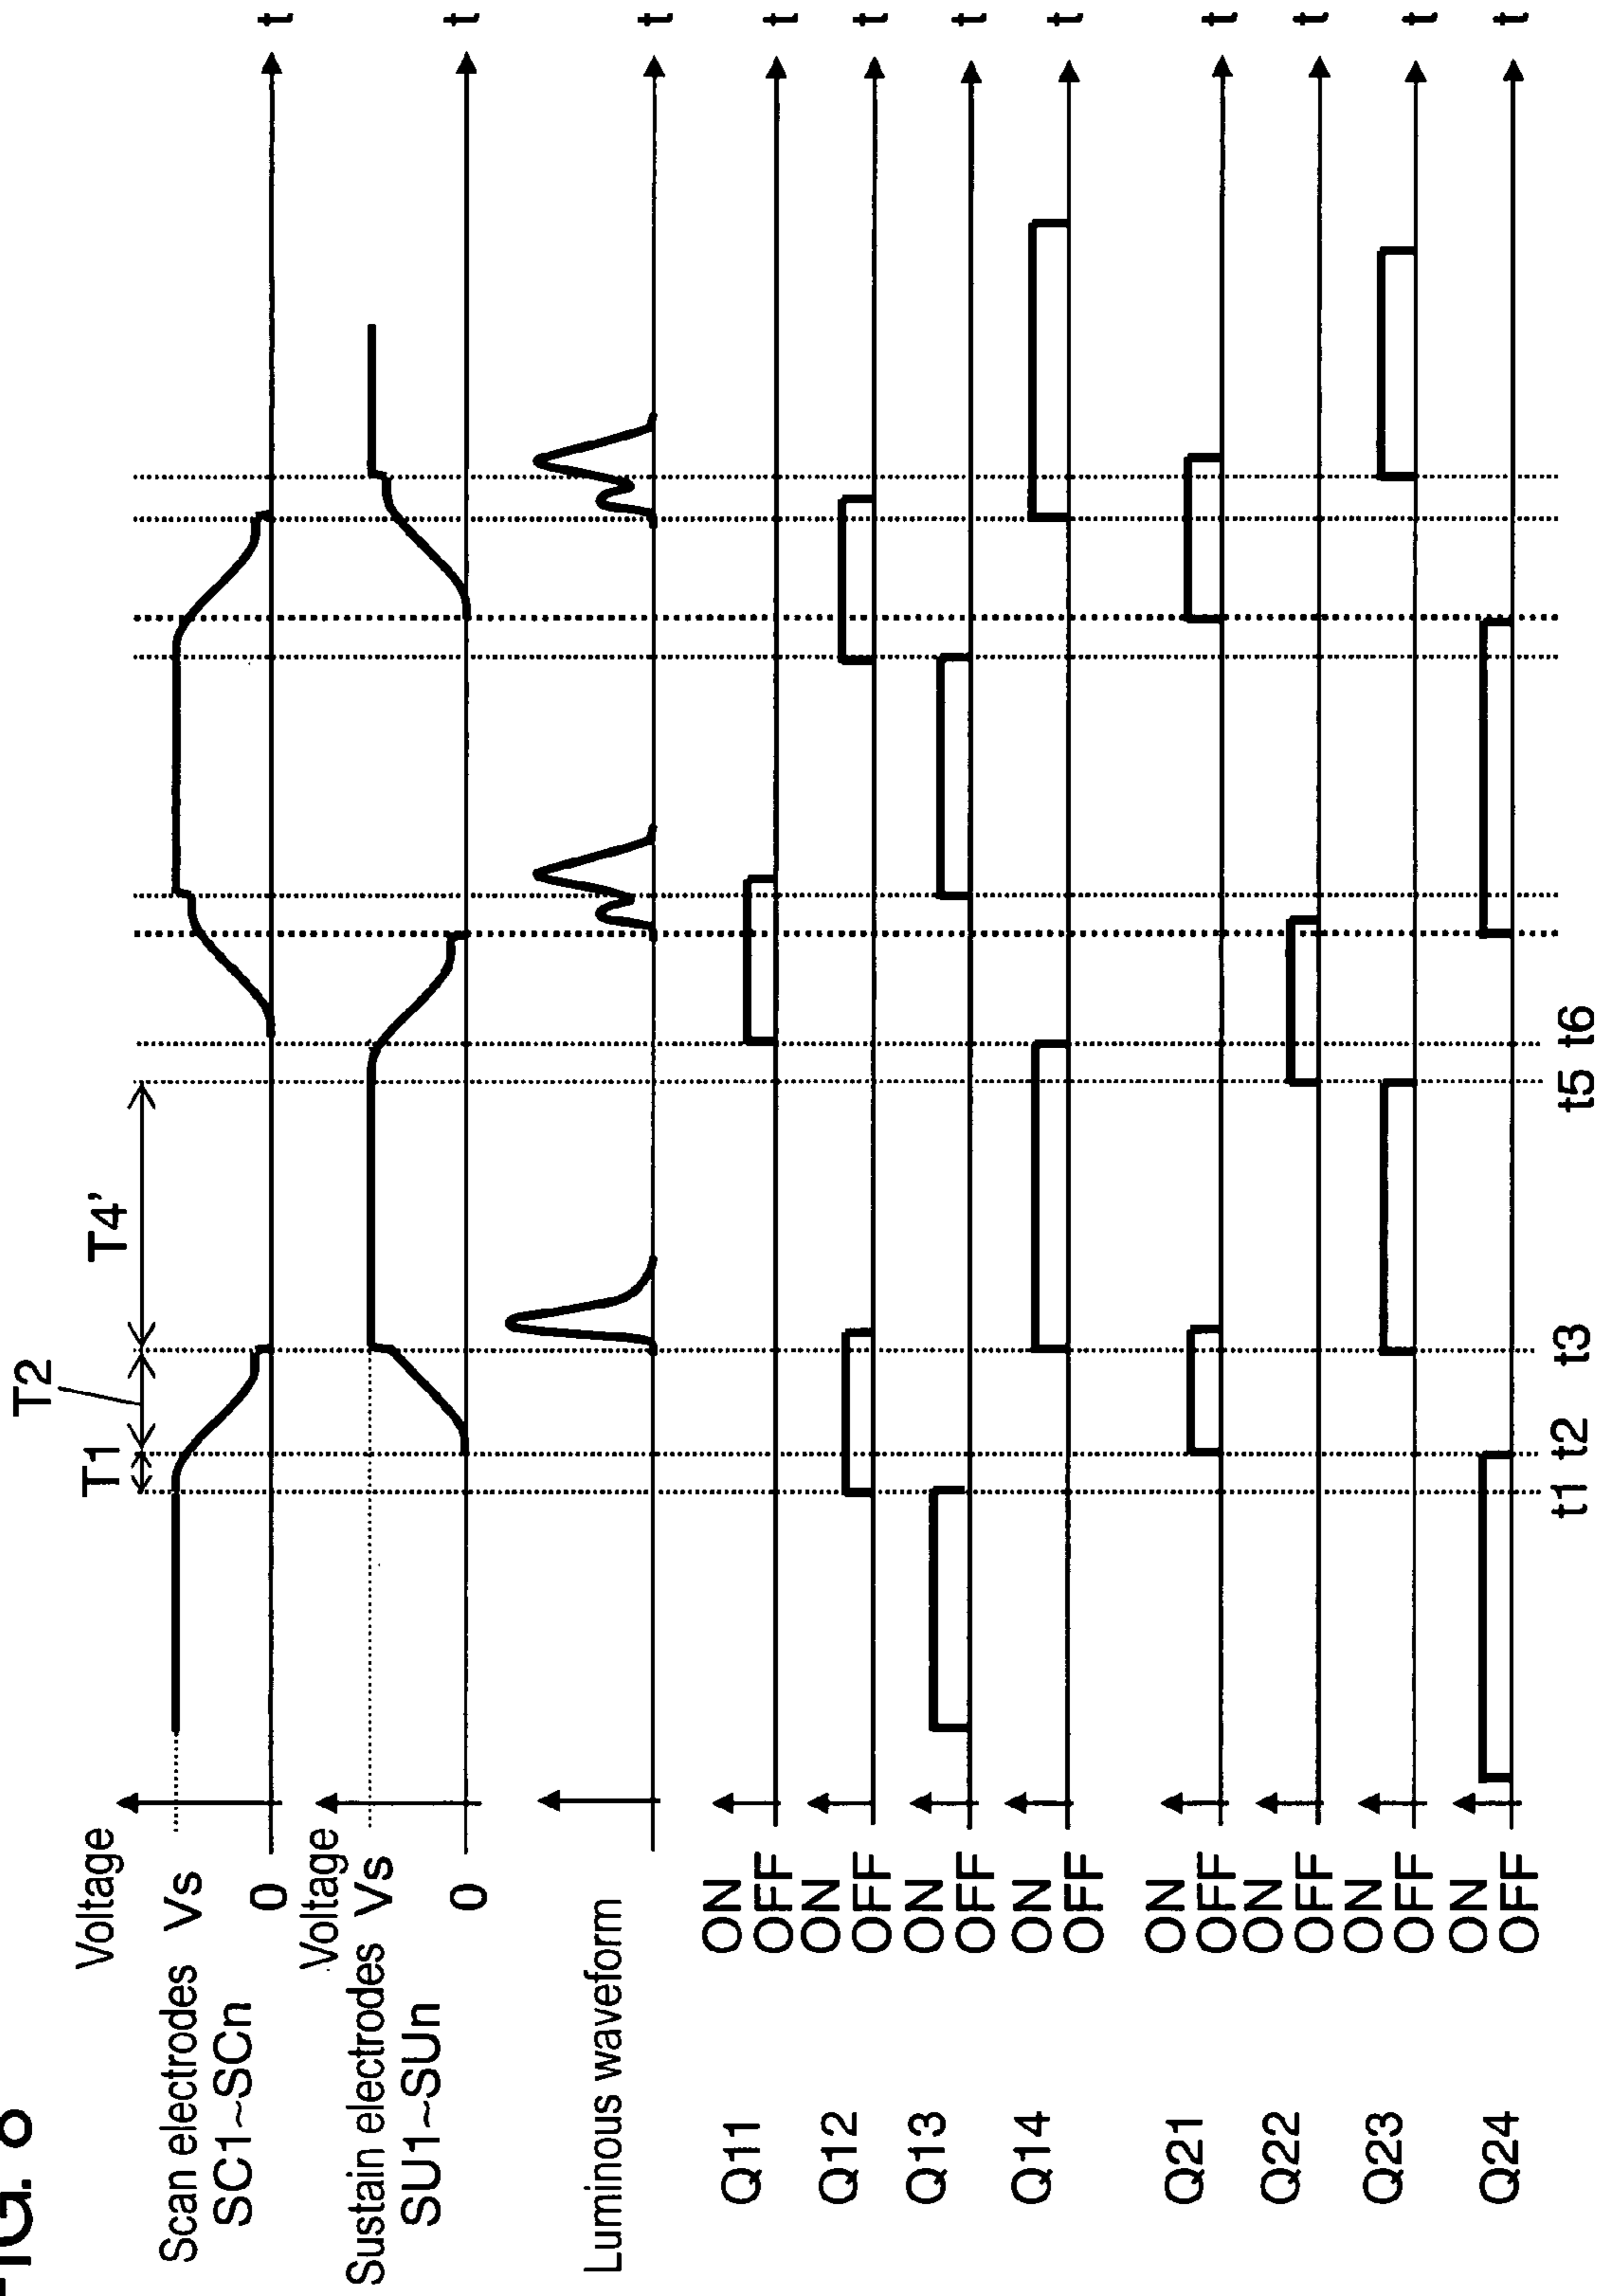 FIG. 8
T1
T2
T4'
Voltage
Scan electrodes
SC1~SCn
Vs
0
t
Voltage
Sustain electrodes
SU1~SUn
Vs
0
t
Luminous waveform
t
Q11
ON
OFF
t
Q12
ON
OFF
t
Q13
ON
OFF
t
Q14
ON
OFF
t
Q21
ON
OFF
t
Q22
ON
OFF
t
Q23
ON
OFF
t
Q24
ON
OFF
t
t1 t2 t3 t5 t6